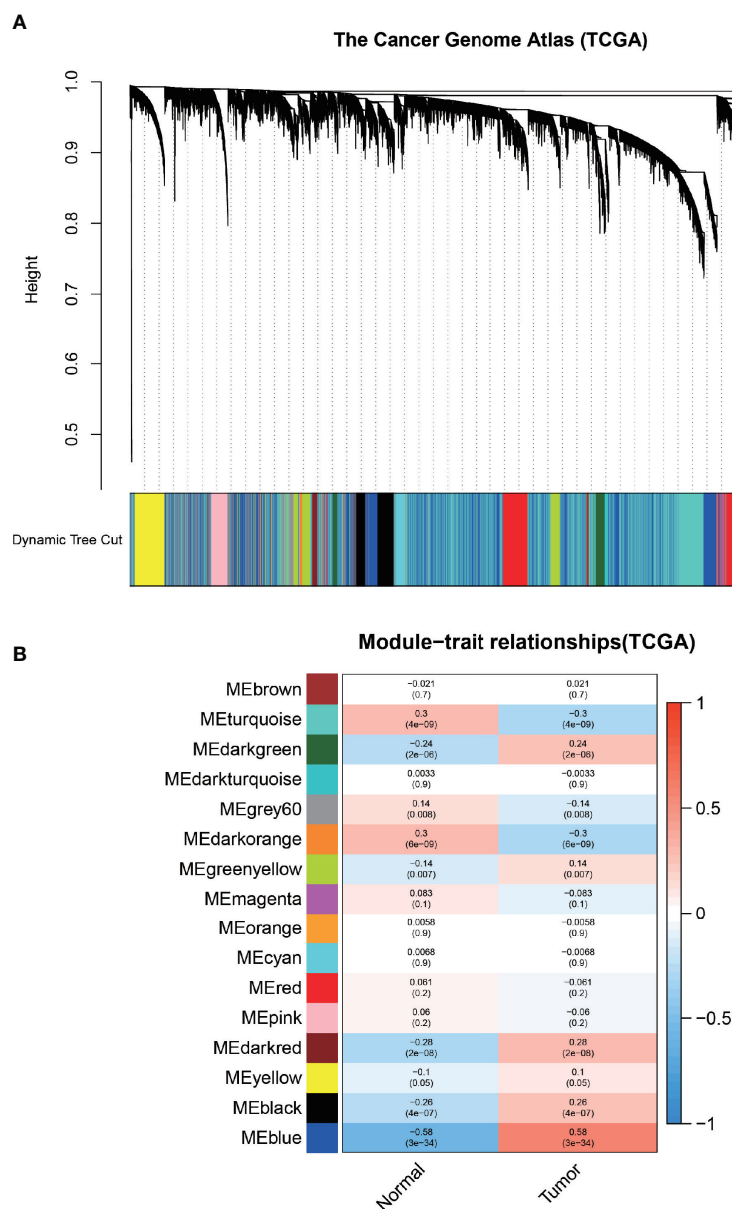 A
The Cancer Genome Atlas (TCGA)
Height
1.0
0.9
0.8
0.7
0.6
0.5
Dynamic Tree Cut
B
Module−trait relationships(TCGA)
MEbrown −0.021 0.021
(0.7) (0.7)
MEturquoise 0.3 −0.3
(4e−09) (4e−09)
MEdarkgreen −0.24 0.24
(2e−06) (2e−06)
MEdarkturquoise 0.0033 −0.0033
(0.9) (0.9)
MEgrey60 0.14 −0.14
(0.008) (0.008)
MEdarkorange 0.3 −0.3
(6e−09) (6e−09)
MEgreenyellow −0.14 0.14
(0.007) (0.007)
MEmagenta 0.083 −0.083
(0.1) (0.1)
MEorange 0.0058 −0.0058
(0.9) (0.9)
MEcyan 0.0068 −0.0068
(0.9) (0.9)
MEred 0.061 −0.061
(0.2) (0.2)
MEpink 0.06 −0.06
(0.2) (0.2)
MEdarkred −0.28 0.28
(2e−08) (2e−08)
MEyellow −0.1 0.1
(0.05) (0.05)
MEblack −0.26 0.26
(4e−07) (4e−07)
MEblue −0.58 0.58
(3e−34) (3e−34)
Normal Tumor
1
0.5
0
−0.5
−1